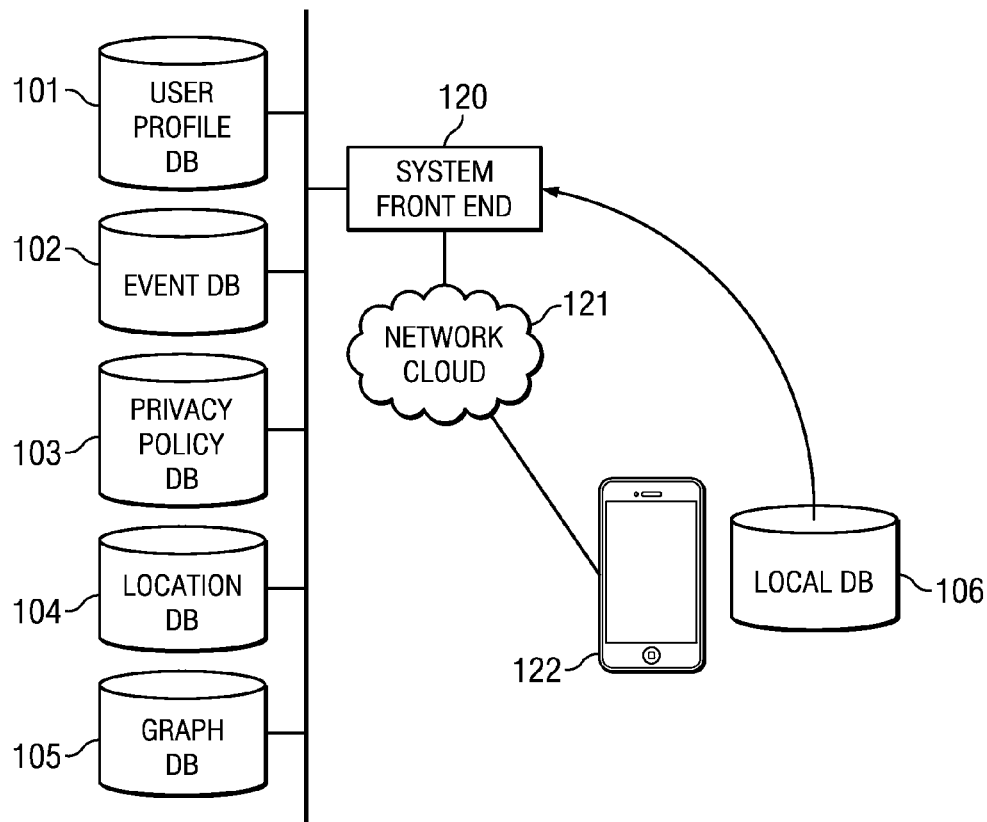 101
USER
PROFILE
DB
102
EVENT DB
103
PRIVACY
POLICY
DB
104
LOCATION
DB
105
GRAPH
DB
120
SYSTEM
FRONT END
121
NETWORK
CLOUD
122
LOCAL DB
106